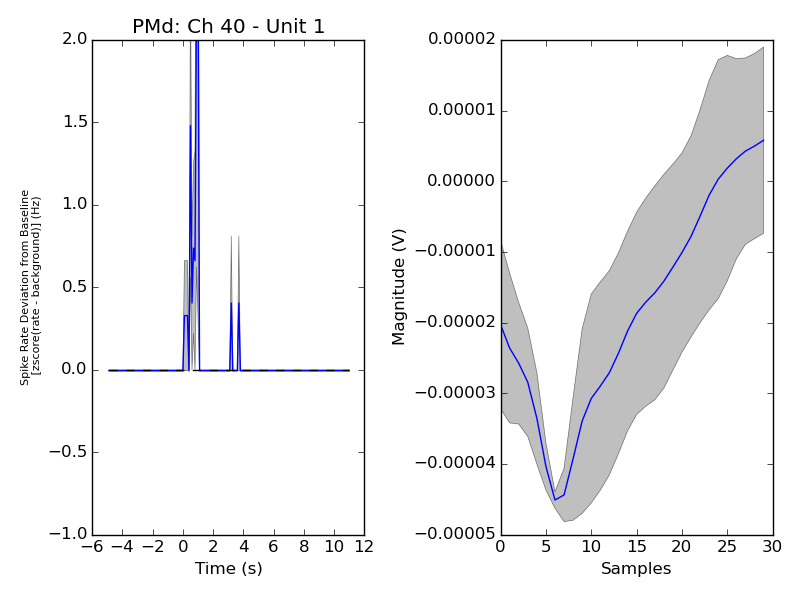 PMd: Ch 40 - Unit 1
2.0
1.5
1.0
0.5
0.0
−0.5
−1.0
−6 −4 −2 0 2 4 6 8 10 12
Time (s)
Spike Rate Deviation from Baseline
[zscore(rate - background)] (Hz)
0.00002
0.00001
0.00000
−0.00001
−0.00002
−0.00003
−0.00004
−0.00005
0 5 10 15 20 25 30
Samples
Magnitude (V)